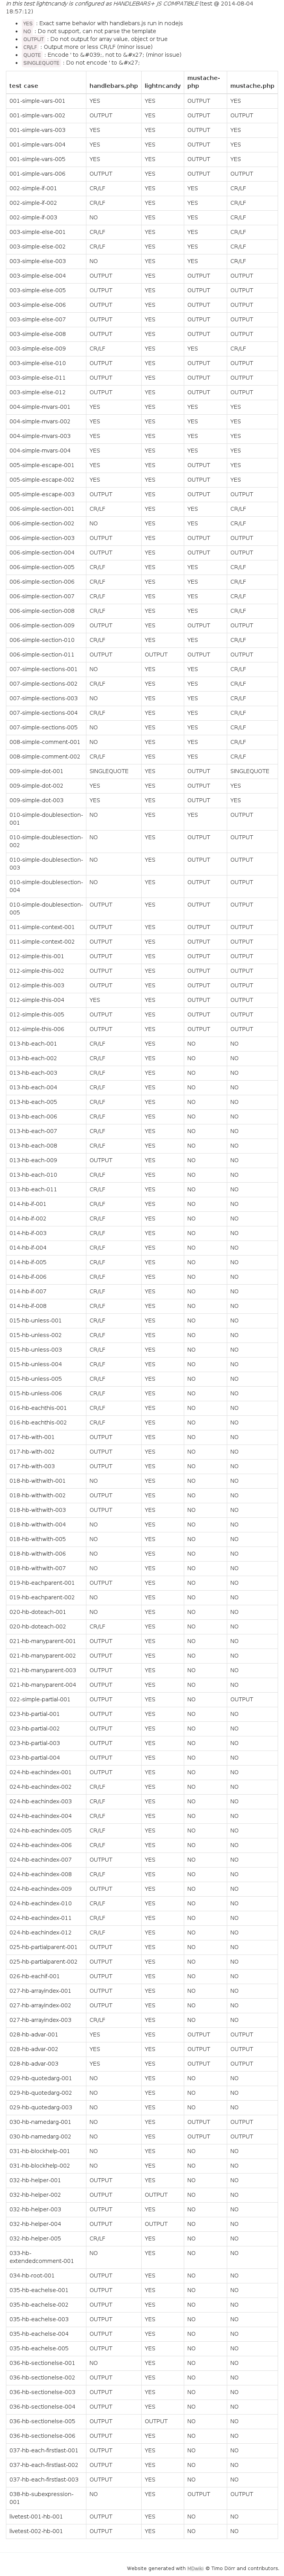 In this test lightncandy is configured as HANDLEBARS+ JS COMPATIBLE (test @ 2014-08-04
18:57:12)
YES : Exact same behavior with handlebars.js run in nodejs
NO : Do not support, can not parse the template
OUTPUT : Do not output for array value, object or true
CR/LF : Output more or less CR/LF (minor issue)
QUOTE : Encode ' to &#039;, not to &#x27; (minor issue)
SINGLEQUOTE : Do not encode ' to &#x27;
test case handlebars.php lightncandy mustache-php mustache.php
001-simple-vars-001 YES YES OUTPUT YES
001-simple-vars-002 OUTPUT YES OUTPUT OUTPUT
001-simple-vars-003 YES YES OUTPUT YES
001-simple-vars-004 YES YES OUTPUT YES
001-simple-vars-005 YES YES OUTPUT YES
001-simple-vars-006 OUTPUT YES OUTPUT OUTPUT
002-simple-if-001 CR/LF YES YES CR/LF
002-simple-if-002 CR/LF YES YES CR/LF
002-simple-if-003 NO YES YES CR/LF
003-simple-else-001 CR/LF YES YES CR/LF
003-simple-else-002 CR/LF YES YES CR/LF
003-simple-else-003 NO YES YES CR/LF
003-simple-else-004 OUTPUT YES OUTPUT OUTPUT
003-simple-else-005 OUTPUT YES OUTPUT OUTPUT
003-simple-else-006 OUTPUT YES OUTPUT OUTPUT
003-simple-else-007 OUTPUT YES OUTPUT OUTPUT
003-simple-else-008 OUTPUT YES OUTPUT OUTPUT
003-simple-else-009 CR/LF YES YES CR/LF
003-simple-else-010 OUTPUT YES OUTPUT OUTPUT
003-simple-else-011 OUTPUT YES OUTPUT OUTPUT
003-simple-else-012 OUTPUT YES OUTPUT OUTPUT
004-simple-mvars-001 YES YES YES YES
004-simple-mvars-002 YES YES YES YES
004-simple-mvars-003 YES YES YES YES
004-simple-mvars-004 YES YES YES YES
005-simple-escape-001 YES YES OUTPUT YES
005-simple-escape-002 YES YES OUTPUT YES
005-simple-escape-003 OUTPUT YES OUTPUT OUTPUT
006-simple-section-001 CR/LF YES YES CR/LF
006-simple-section-002 NO YES YES CR/LF
006-simple-section-003 OUTPUT YES OUTPUT OUTPUT
006-simple-section-004 OUTPUT YES OUTPUT OUTPUT
006-simple-section-005 CR/LF YES YES CR/LF
006-simple-section-006 CR/LF YES YES CR/LF
006-simple-section-007 CR/LF YES YES CR/LF
006-simple-section-008 CR/LF YES YES CR/LF
006-simple-section-009 OUTPUT YES OUTPUT OUTPUT
006-simple-section-010 CR/LF YES YES CR/LF
006-simple-section-011 OUTPUT OUTPUT OUTPUT OUTPUT
007-simple-sections-001 NO YES YES CR/LF
007-simple-sections-002 CR/LF YES YES CR/LF
007-simple-sections-003 NO YES YES CR/LF
007-simple-sections-004 CR/LF YES YES CR/LF
007-simple-sections-005 NO YES YES CR/LF
008-simple-comment-001 NO YES YES CR/LF
008-simple-comment-002 CR/LF YES YES CR/LF
009-simple-dot-001 SINGLEQUOTE YES OUTPUT SINGLEQUOTE
009-simple-dot-002 YES YES OUTPUT YES
009-simple-dot-003 YES YES OUTPUT YES
010-simple-doublesection-001 NO YES YES OUTPUT
010-simple-doublesection-002 NO YES OUTPUT OUTPUT
010-simple-doublesection-003 NO YES OUTPUT OUTPUT
010-simple-doublesection-004 NO YES OUTPUT OUTPUT
010-simple-doublesection-005 OUTPUT YES OUTPUT OUTPUT
011-simple-context-001 OUTPUT YES OUTPUT OUTPUT
011-simple-context-002 OUTPUT YES OUTPUT OUTPUT
012-simple-this-001 OUTPUT YES OUTPUT OUTPUT
012-simple-this-002 OUTPUT YES OUTPUT OUTPUT
012-simple-this-003 OUTPUT YES OUTPUT OUTPUT
012-simple-this-004 YES YES OUTPUT OUTPUT
012-simple-this-005 OUTPUT YES OUTPUT OUTPUT
012-simple-this-006 OUTPUT YES OUTPUT OUTPUT
013-hb-each-001 CR/LF YES NO NO
013-hb-each-002 CR/LF YES NO NO
013-hb-each-003 CR/LF YES NO NO
013-hb-each-004 CR/LF YES NO NO
013-hb-each-005 CR/LF YES NO NO
013-hb-each-006 CR/LF YES NO NO
013-hb-each-007 CR/LF YES NO NO
013-hb-each-008 CR/LF YES NO NO
013-hb-each-009 OUTPUT YES NO NO
013-hb-each-010 CR/LF YES NO NO
013-hb-each-011 CR/LF YES NO NO
014-hb-if-001 CR/LF YES NO NO
014-hb-if-002 CR/LF YES NO NO
014-hb-if-003 CR/LF YES NO NO
014-hb-if-004 CR/LF YES NO NO
014-hb-if-005 CR/LF YES NO NO
014-hb-if-006 CR/LF YES NO NO
014-hb-if-007 CR/LF YES NO NO
014-hb-if-008 CR/LF YES NO NO
015-hb-unless-001 CR/LF YES NO NO
015-hb-unless-002 CR/LF YES NO NO
015-hb-unless-003 CR/LF YES NO NO
015-hb-unless-004 CR/LF YES NO NO
015-hb-unless-005 CR/LF YES NO NO
015-hb-unless-006 CR/LF YES NO NO
016-hb-eachthis-001 CR/LF YES NO NO
016-hb-eachthis-002 CR/LF YES NO NO
017-hb-with-001 OUTPUT YES NO NO
017-hb-with-002 OUTPUT YES NO NO
017-hb-with-003 OUTPUT YES NO NO
018-hb-withwith-001 NO YES NO NO
018-hb-withwith-002 OUTPUT YES NO NO
018-hb-withwith-003 OUTPUT YES NO NO
018-hb-withwith-004 NO YES NO NO
018-hb-withwith-005 NO YES NO NO
018-hb-withwith-006 NO YES NO NO
018-hb-withwith-007 NO YES NO NO
019-hb-eachparent-001 OUTPUT YES NO NO
019-hb-eachparent-002 NO YES NO NO
020-hb-doteach-001 NO YES NO NO
020-hb-doteach-002 CR/LF YES NO NO
021-hb-manyparent-001 OUTPUT YES NO NO
021-hb-manyparent-002 OUTPUT YES NO NO
021-hb-manyparent-003 OUTPUT YES NO NO
021-hb-manyparent-004 OUTPUT YES NO NO
022-simple-partial-001 OUTPUT YES NO OUTPUT
023-hb-partial-001 OUTPUT YES NO NO
023-hb-partial-002 OUTPUT YES NO NO
023-hb-partial-003 OUTPUT YES NO NO
023-hb-partial-004 OUTPUT YES NO NO
024-hb-eachindex-001 OUTPUT YES NO NO
024-hb-eachindex-002 CR/LF YES NO NO
024-hb-eachindex-003 CR/LF YES NO NO
024-hb-eachindex-004 CR/LF YES NO NO
024-hb-eachindex-005 CR/LF YES NO NO
024-hb-eachindex-006 CR/LF YES NO NO
024-hb-eachindex-007 OUTPUT YES NO NO
024-hb-eachindex-008 CR/LF YES NO NO
024-hb-eachindex-009 OUTPUT YES NO NO
024-hb-eachindex-010 CR/LF YES NO NO
024-hb-eachindex-011 CR/LF YES NO NO
024-hb-eachindex-012 CR/LF YES NO NO
025-hb-partialparent-001 OUTPUT YES NO NO
025-hb-partialparent-002 OUTPUT YES NO NO
026-hb-eachif-001 OUTPUT YES NO NO
027-hb-arrayindex-001 OUTPUT YES NO NO
027-hb-arrayindex-002 OUTPUT YES NO NO
027-hb-arrayindex-003 CR/LF YES NO NO
028-hb-advar-001 YES YES OUTPUT OUTPUT
028-hb-advar-002 YES YES OUTPUT OUTPUT
028-hb-advar-003 YES YES OUTPUT OUTPUT
029-hb-quotedarg-001 NO YES NO NO
029-hb-quotedarg-002 NO YES NO NO
029-hb-quotedarg-003 NO YES NO NO
030-hb-namedarg-001 NO YES OUTPUT OUTPUT
030-hb-namedarg-002 NO YES OUTPUT OUTPUT
031-hb-blockhelp-001 NO YES NO NO
031-hb-blockhelp-002 NO YES NO NO
032-hb-helper-001 OUTPUT YES NO NO
032-hb-helper-002 OUTPUT OUTPUT NO NO
032-hb-helper-003 OUTPUT YES NO NO
032-hb-helper-004 OUTPUT OUTPUT NO NO
032-hb-helper-005 CR/LF YES NO NO
033-hb-extendedcomment-001 NO YES NO NO
034-hb-root-001 OUTPUT YES NO NO
035-hb-eachelse-001 OUTPUT YES NO NO
035-hb-eachelse-002 OUTPUT YES NO NO
035-hb-eachelse-003 OUTPUT YES NO NO
035-hb-eachelse-004 OUTPUT YES NO NO
035-hb-eachelse-005 OUTPUT YES NO NO
036-hb-sectionelse-001 NO YES NO NO
036-hb-sectionelse-002 OUTPUT YES NO NO
036-hb-sectionelse-003 OUTPUT YES NO NO
036-hb-sectionelse-004 OUTPUT YES NO NO
036-hb-sectionelse-005 OUTPUT OUTPUT NO NO
036-hb-sectionelse-006 OUTPUT YES NO NO
037-hb-each-firstlast-001 OUTPUT YES NO NO
037-hb-each-firstlast-002 OUTPUT YES NO NO
037-hb-each-firstlast-003 OUTPUT YES NO NO
038-hb-subexpression-001 NO YES OUTPUT OUTPUT
livetest-001-hb-001 OUTPUT YES NO NO
livetest-002-hb-001 OUTPUT YES NO NO
Website generated with MDwiki © Timo Dörr and contributors.